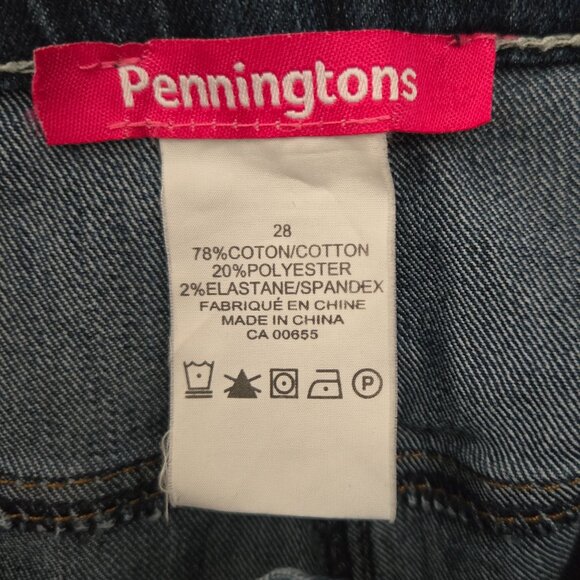 Penningtons
28
78%COTON/COTTON
20%POLYESTER
2%ELASTANE/SPANDEX
FABRIQUÉ EN CHINE
MADE IN CHINA
CA 00655
P